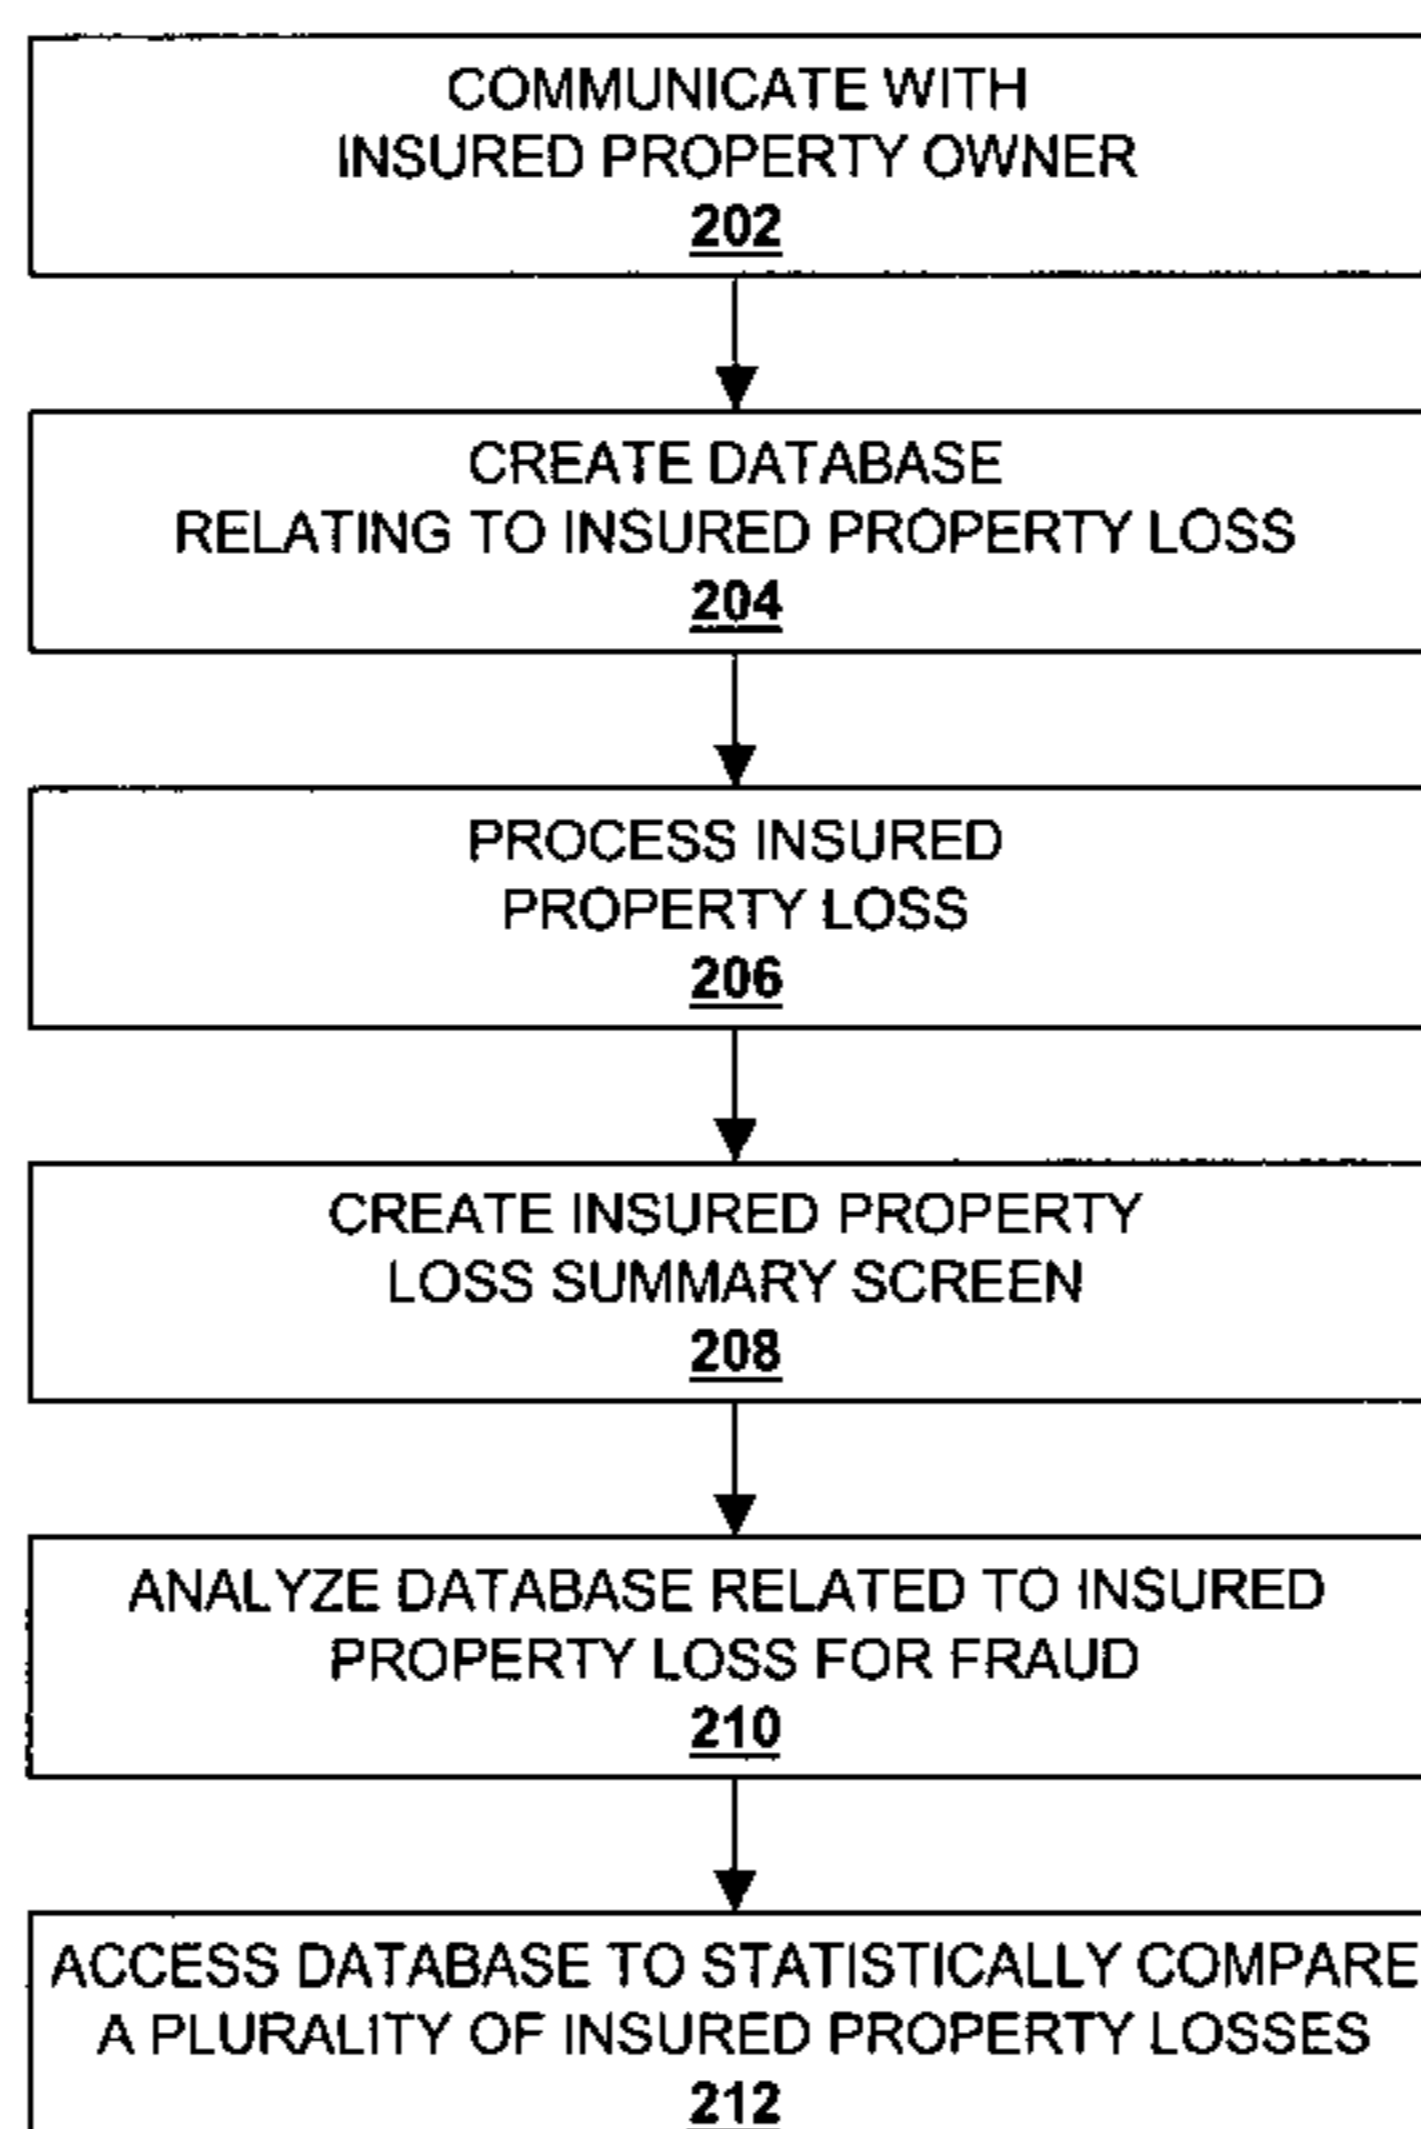 COMMUNICATE WITH
INSURED PROPERTY OWNER
202
CREATE DATABASE
RELATING TO INSURED PROPERTY LOSS
204
PROCESS INSURED
PROPERTY LOSS
206
CREATE INSURED PROPERTY
LOSS SUMMARY SCREEN
208
ANALYZE DATABASE RELATED TO INSURED
PROPERTY LOSS FOR FRAUD
210
ACCESS DATABASE TO STATISTICALLY COMPARE
A PLURALITY OF INSURED PROPERTY LOSSES
212